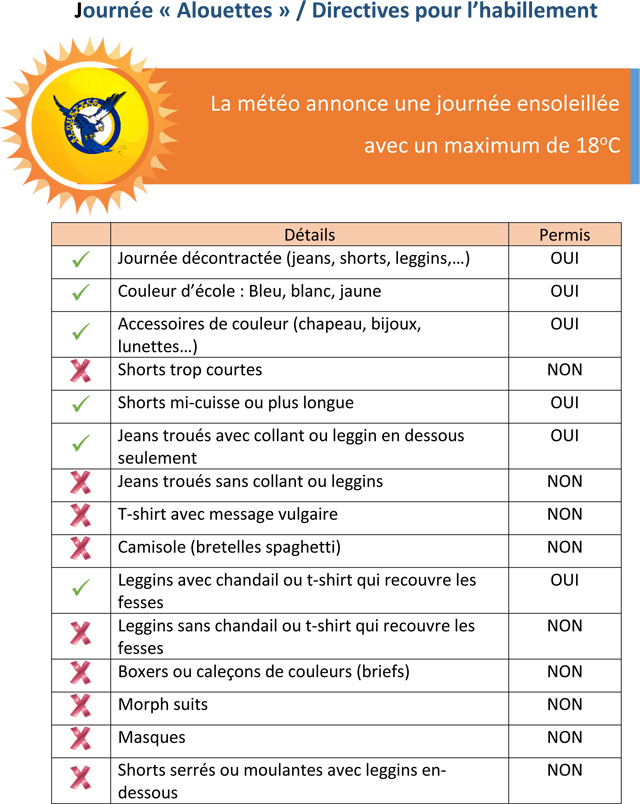 Journée « Alouettes » / Directives pour l’habillement
La météo annonce une journée ensoleillée
avec un maximum de 18°C
Détails Permis
Journée décontractée (jeans, shorts, leggins,…) OUI
Couleur d’école : Bleu, blanc, jaune OUI
Accessoires de couleur (chapeau, bijoux, OUI
lunettes…)
Shorts trop courtes NON
Shorts mi-cuisse ou plus longue OUI
Jeans troués avec collant ou leggin en dessous OUI
seulement
Jeans troués sans collant ou leggins NON
T-shirt avec message vulgaire NON
Camisole (bretelles spaghetti) NON
Leggins avec chandail ou t-shirt qui recouvre les OUI
fesses
Leggins sans chandail ou t-shirt qui recouvre les NON
fesses
Boxers ou caleçons de couleurs (briefs) NON
Morph suits NON
Masques NON
Shorts serrés ou moulantes avec leggins en- NON
dessous